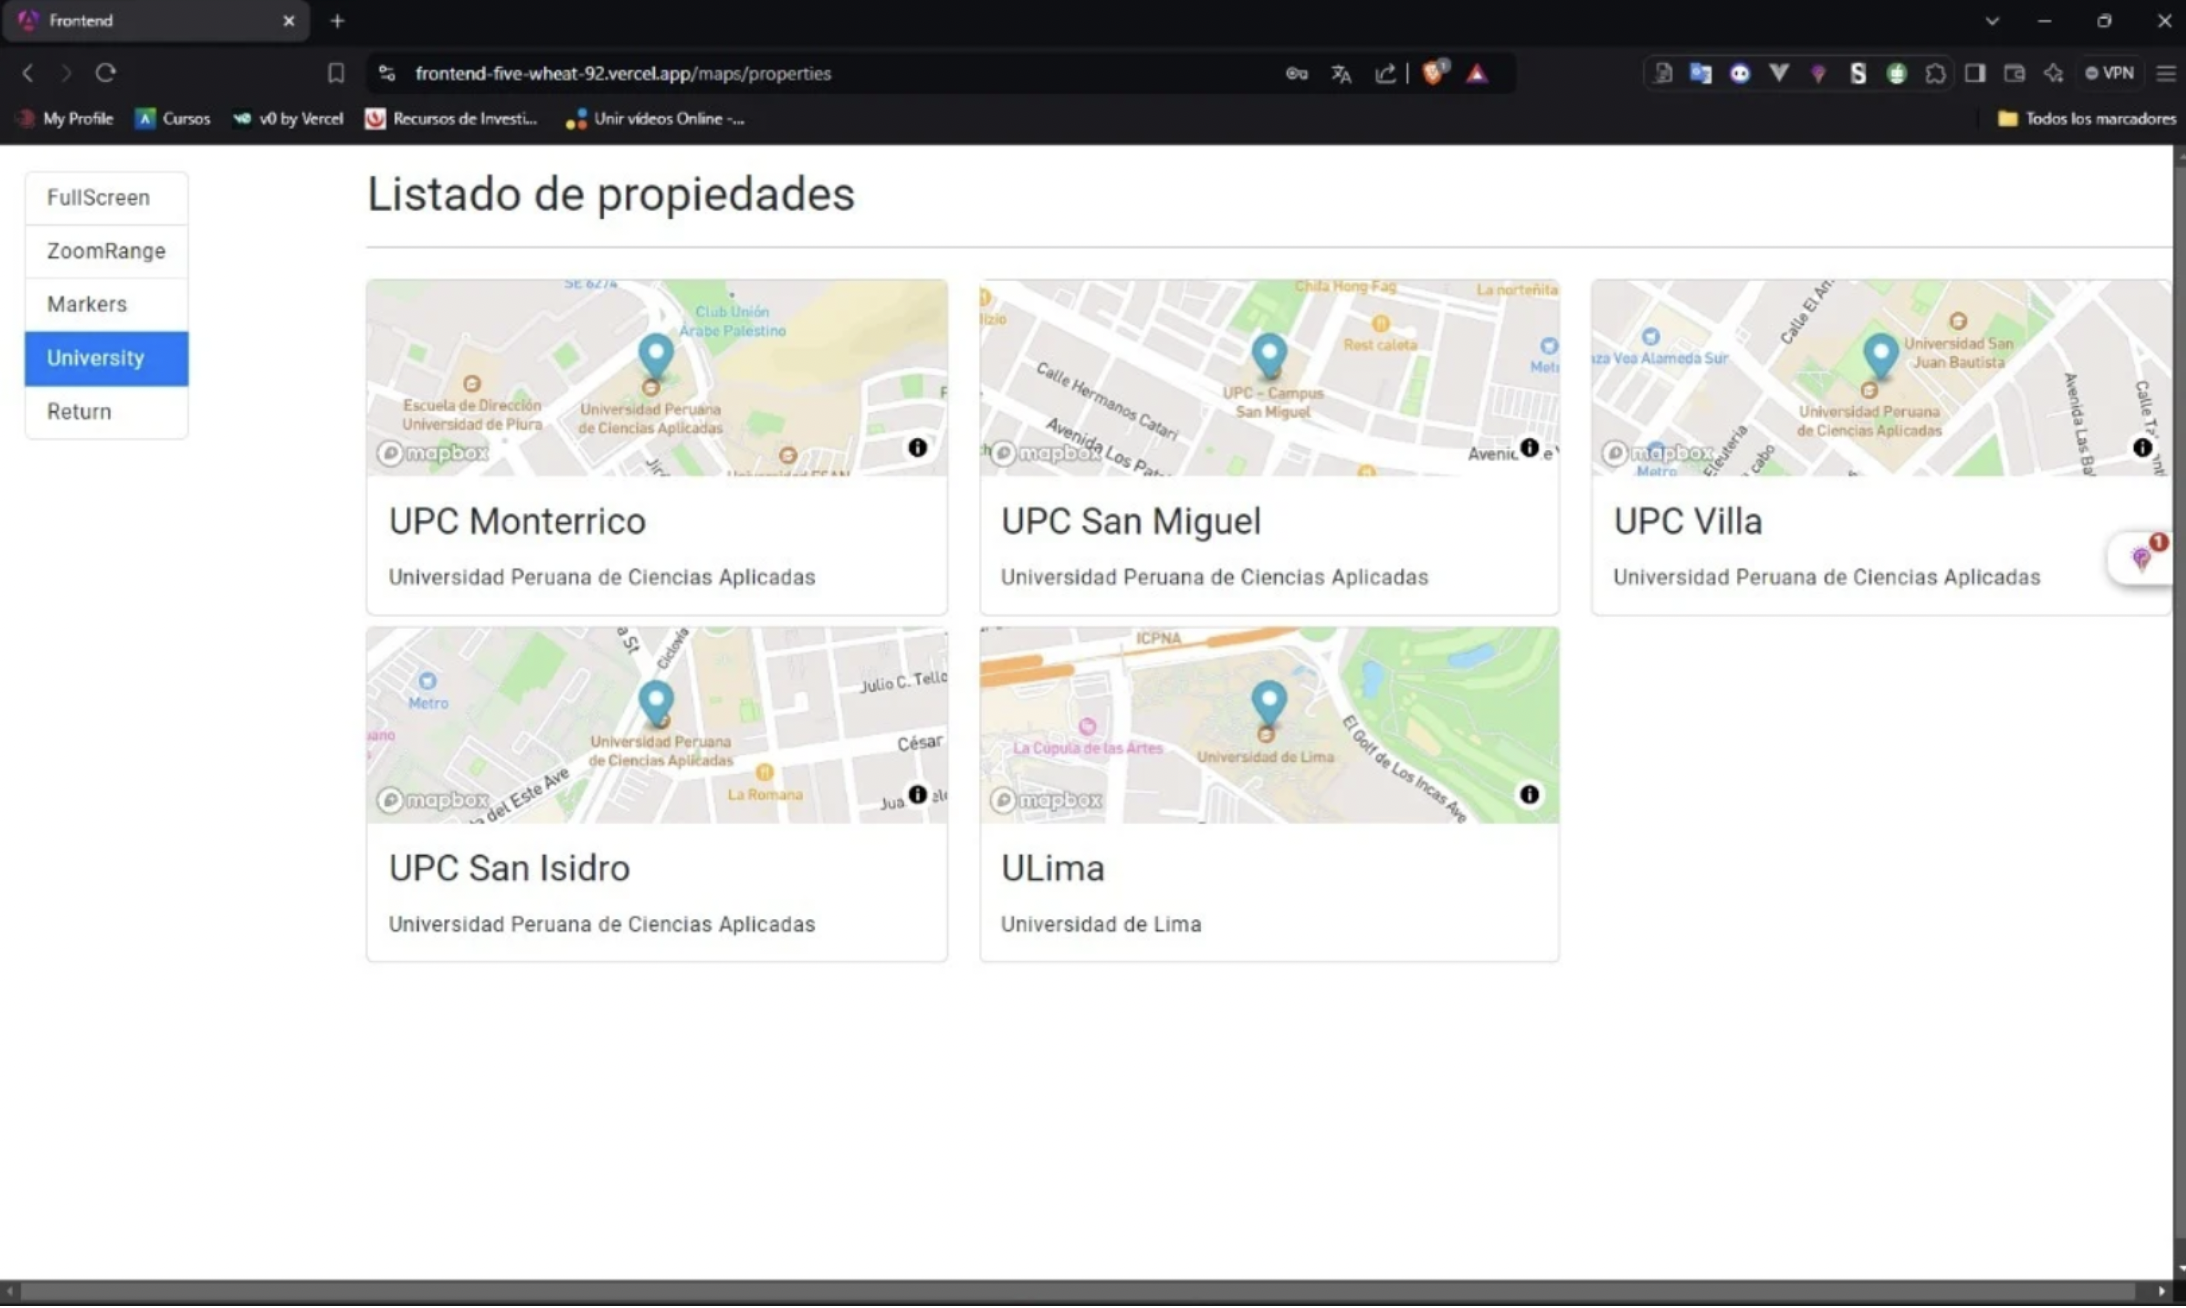 Frontend
frontend-five-wheat-92.vercel.app/maps/properties
1
VPN
My Profile
Cursos
v0 by Vercel
Recursos de Investi...
Unir vídeos Online -...
Todos los marcadores
FullScreen
ZoomRange
Markers
University
Return
Listado de propiedades
SE 6274
Club Unión
Árabe Palestino
Escuela de Dirección
Universidad de Piura
Universidad Peruana
de Ciencias Aplicadas
mapbox
UPC Monterrico
Universidad Peruana de Ciencias Aplicadas
Chifa Hong Fag
La norteñita
Rest caleta
Calle Hermanos Catari
UPC - Campus
San Miguel
mapbox
UPC San Miguel
Universidad Peruana de Ciencias Aplicadas
Universidad San
Juan Bautista
za Vea Alameda Sur
Universidad Peruana
de Ciencias Aplicadas
Metro
mapbox
UPC Villa
Universidad Peruana de Ciencias Aplicadas
1
a St
Ciclovía
Julio C. Tello
Metro
Universidad Peruana
de Ciencias Aplicadas
César
La Romana
del Este Ave
mapbox
UPC San Isidro
Universidad Peruana de Ciencias Aplicadas
ICPNA
La Cúpula de las Artes
Universidad de Lima
El Golf de Los Incas Ave
mapbox
ULima
Universidad de Lima